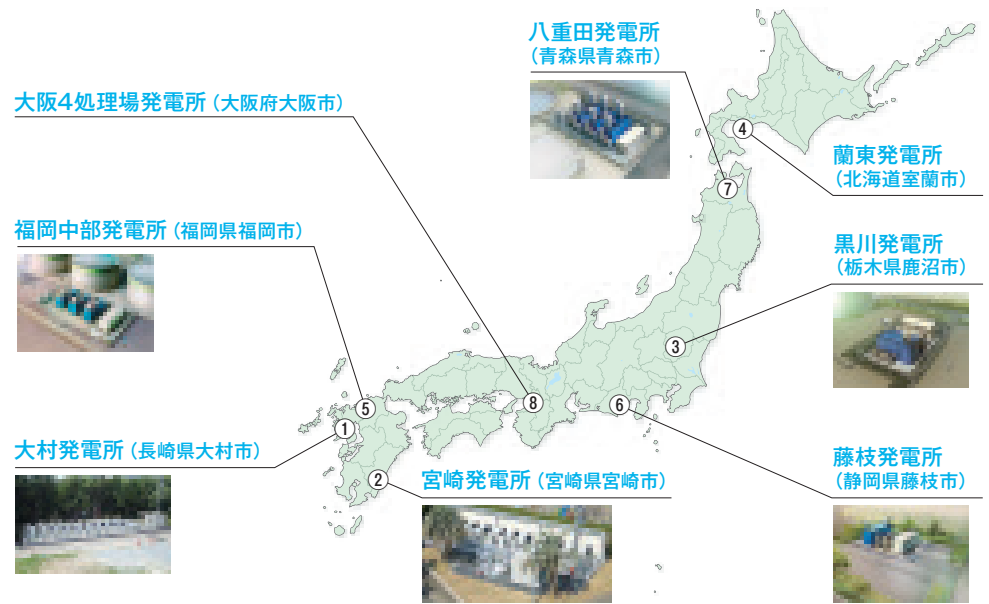 八重田発電所
(青森県青森市)
大阪4処理場発電所(大阪府大阪市)
④
蘭東発電所
(北海道室蘭市)
⑦
福岡中部発電所(福岡県福岡市)
黒川発電所
(栃木県鹿沼市)
③
⑤
⑧
⑥
①
大村発電所(長崎県大村市)
②
宮崎発電所(宮崎県宮崎市)
藤枝発電所
(静岡県藤枝市)